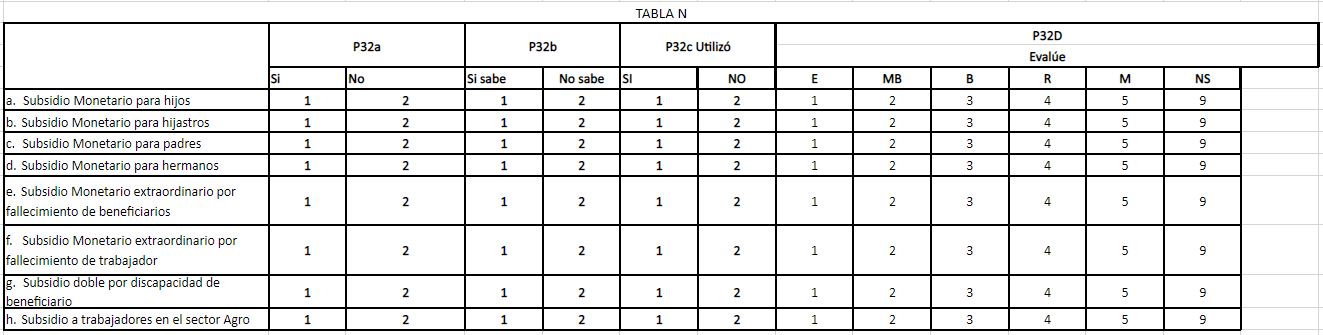 TABLA N
P32a P32b P32c Utilizó P32D
Evalúe
Si No Si sabe No sabe SI NO E MB B R M NS
a. Subsidio Monetario para hijos 1 2 1 2 1 2 1 2 3 4 5 9
b. Subsidio Monetario para hijastros 1 2 1 2 1 2 1 2 3 4 5 9
c. Subsidio Monetario para padres 1 2 1 2 1 2 1 2 3 4 5 9
d. Subsidio Monetario para hermanos 1 2 1 2 1 2 1 2 3 4 5 9
e. Subsidio Monetario extraordinario por
fallecimiento de beneficiarios 1 2 1 2 1 2 1 2 3 4 5 9
f. Subsidio Monetario extraordinario por
fallecimiento de trabajador 1 2 1 2 1 2 1 2 3 4 5 9
g. Subsidio doble por discapacidad de
beneficiario 1 2 1 2 1 2 1 2 3 4 5 9
h. Subsidio a trabajadores en el sector Agro 1 2 1 2 1 2 1 2 3 4 5 9